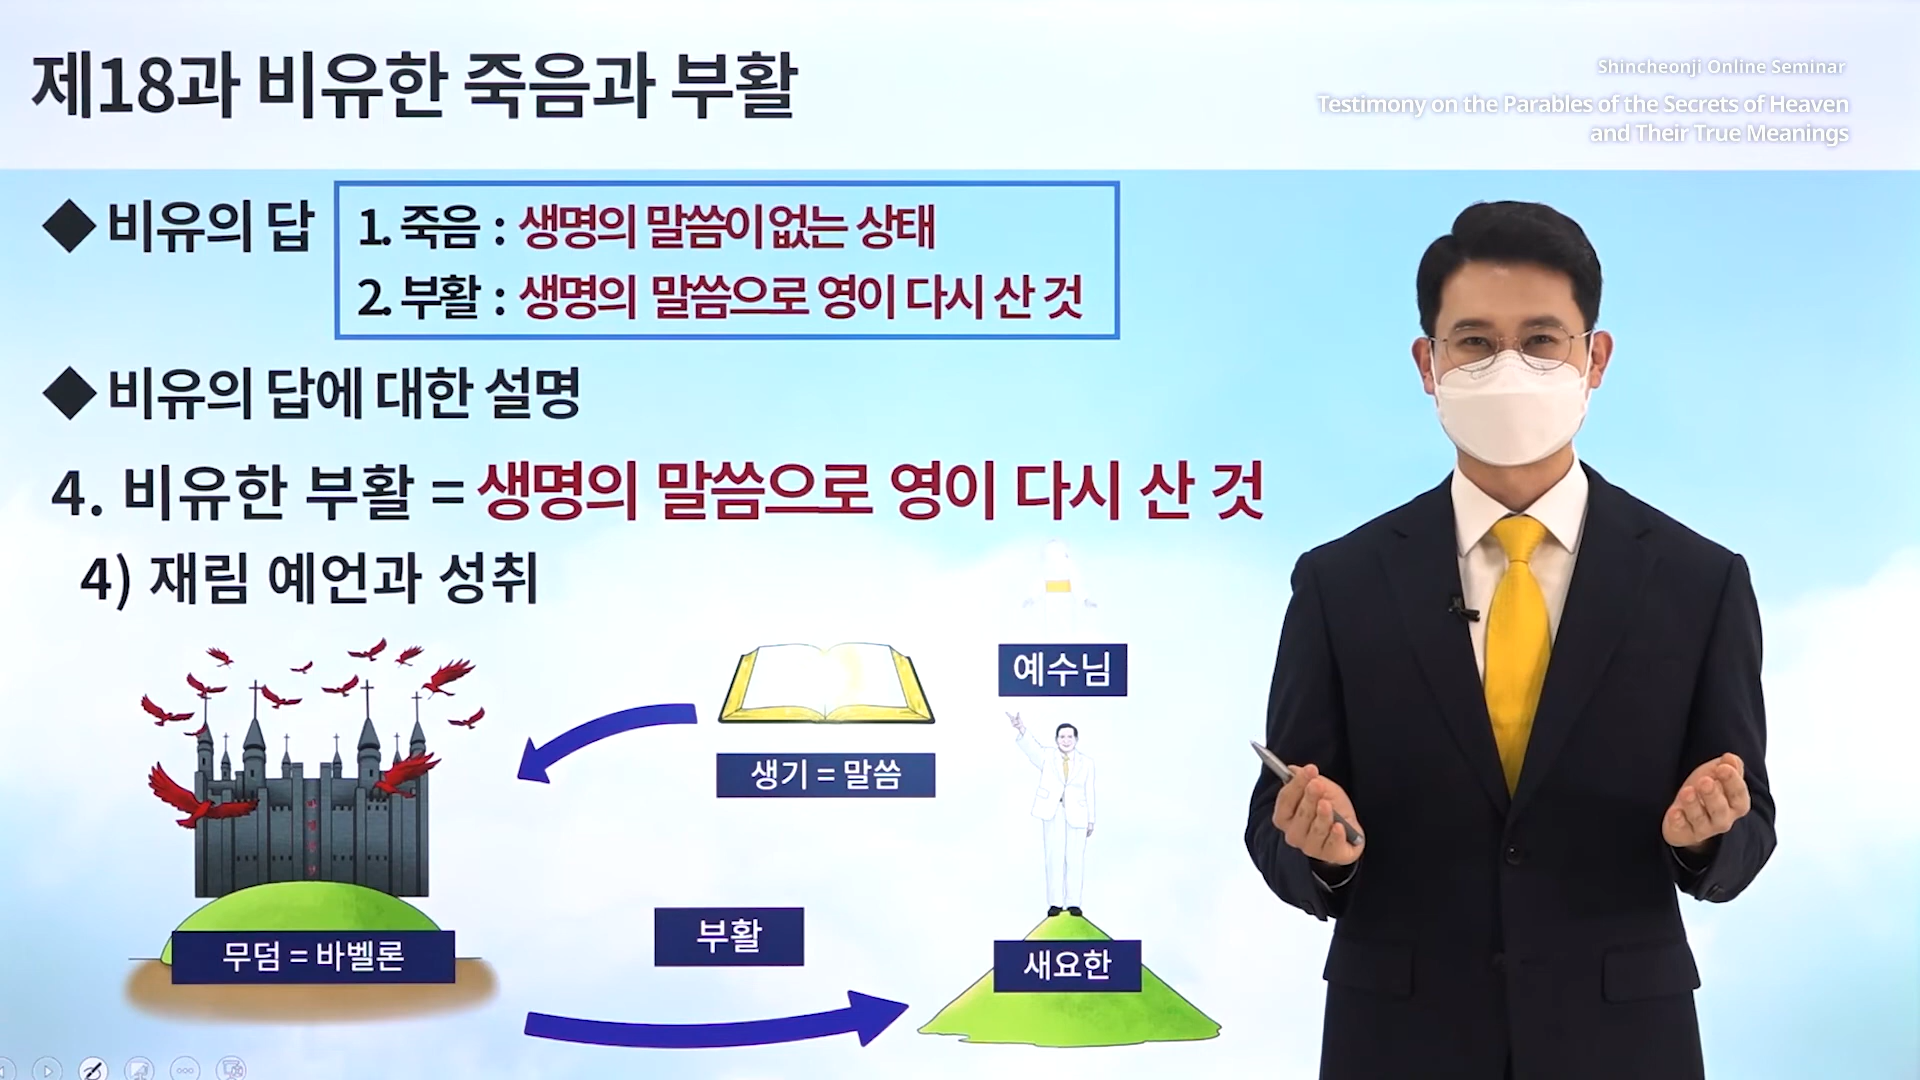 제18과 비유한 죽음과 부활
Shincheonji Online Seminar
Testimony on the Parables of the Secrets of Heaven
and Their True Meanings
◆비유의 답
1. 죽음 : 생명의 말씀이 없는 상태
2. 부활 : 생명의 말씀으로 영이 다시 산 것
◆비유의 답에 대한 설명
4. 비유한 부활 = 생명의 말씀으로 영이 다시 산 것
4) 재림 예언과 성취
예수님
생기 = 말씀
부활
무덤 = 바벨론
새요한